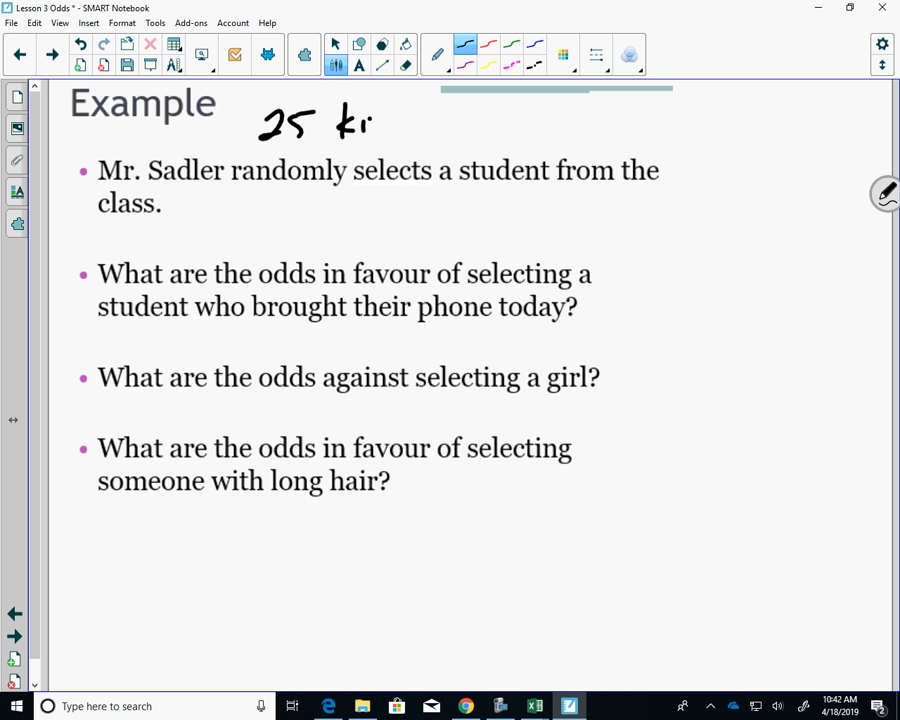 Lesson 3 Odds * - SMART Notebook
File Edit View Insert Format Tools Add-ons Account Help
Example
25 ki
• Mr. Sadler randomly selects a student from the
class.
• What are the odds in favour of selecting a
student who brought their phone today?
• What are the odds against selecting a girl?
• What are the odds in favour of selecting
someone with long hair?
Type here to search
10:42 AM
4/18/2019
2